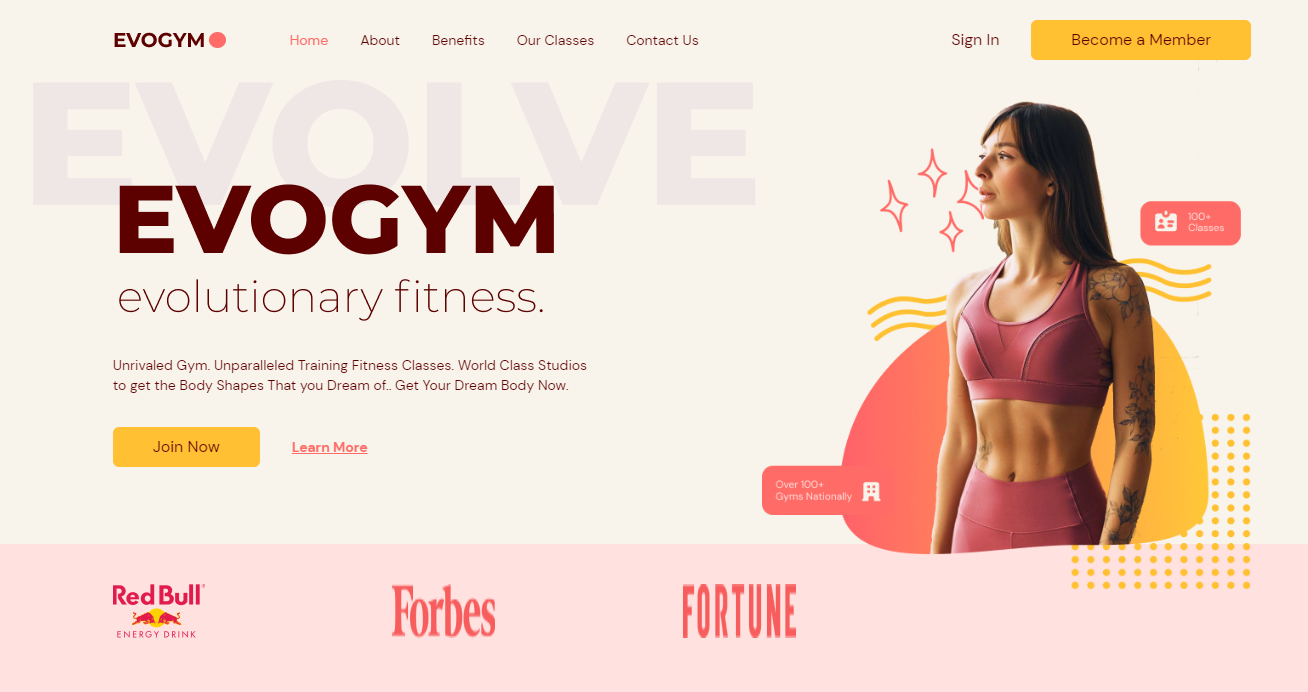 EVOGYM
Home
About
Benefits
Our Classes
Contact Us
Sign In
Become a Member
EVOLVE
EVOGYM
evolutionary fitness.
100+
Classes
Unrivaled Gym. Unparalleled Training Fitness Classes. World Class Studios
to get the Body Shapes That you Dream of.. Get Your Dream Body Now.
Join Now
Learn More
Over 100+
Gyms Nationally
Red Bull
ENERGY DRINK
Forbes
FORTUNE